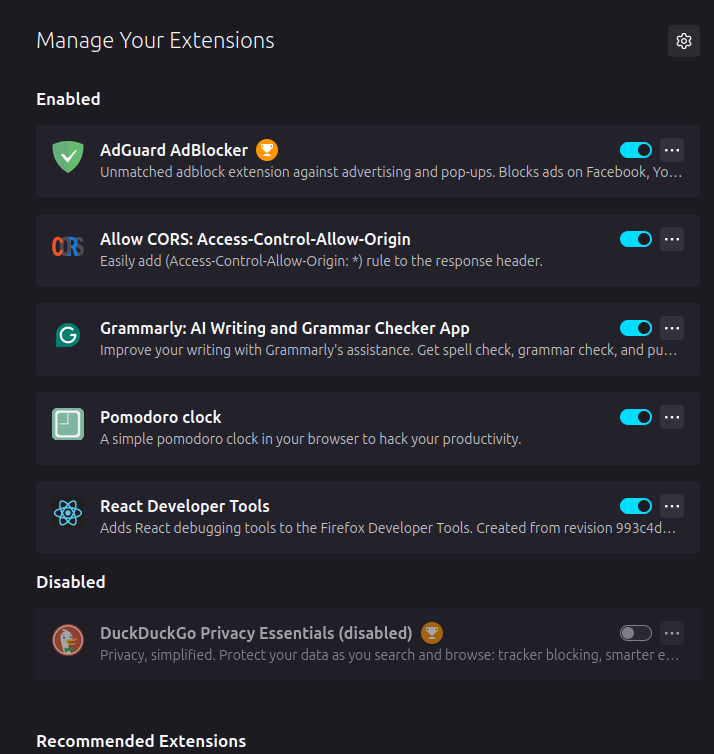 Manage Your Extensions
Enabled
AdGuard AdBlocker
Unmatched adblock extension against advertising and pop-ups. Blocks ads on Facebook, Yo…
CORS
Allow CORS: Access-Control-Allow-Origin
Easily add (Access-Control-Allow-Origin: *) rule to the response header.
G
Grammarly: AI Writing and Grammar Checker App
Improve your writing with Grammarly's assistance. Get spell check, grammar check, and pu…
Pomodoro clock
A simple pomodoro clock in your browser to hack your productivity.
React Developer Tools
Adds React debugging tools to the Firefox Developer Tools. Created from revision 993c4d…
Disabled
DuckDuckGo Privacy Essentials (disabled)
Privacy, simplified. Protect your data as you search and browse: tracker blocking, smarter e…
Recommended Extensions